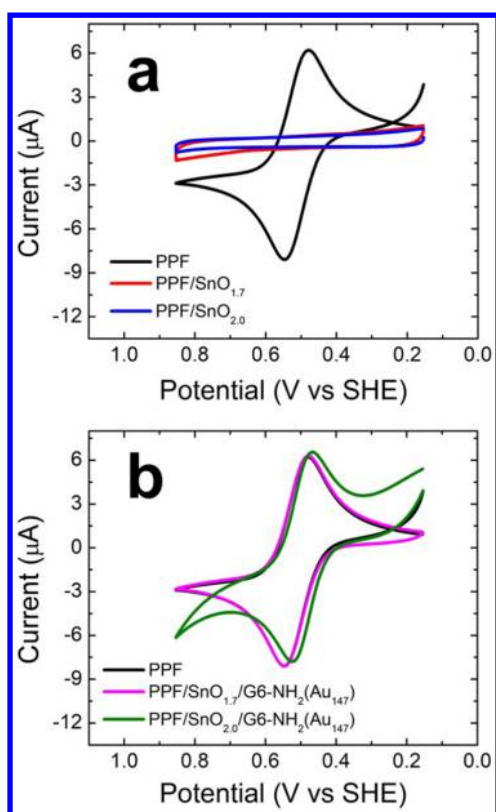 a
6
3
0
-3
-6
-9
-12
Current (μA)
PPF
PPF/SnO₁.₇
PPF/SnO₂.₀
1.0 0.8 0.6 0.4 0.2 0.0
Potential (V vs SHE)
b
6
3
0
-3
-6
-9
-12
Current (μA)
PPF
PPF/SnO₁.₇/G6-NH₂(Au₁₄₇)
PPF/SnO₂.₀/G6-NH₂(Au₁₄₇)
1.0 0.8 0.6 0.4 0.2 0.0
Potential (V vs SHE)